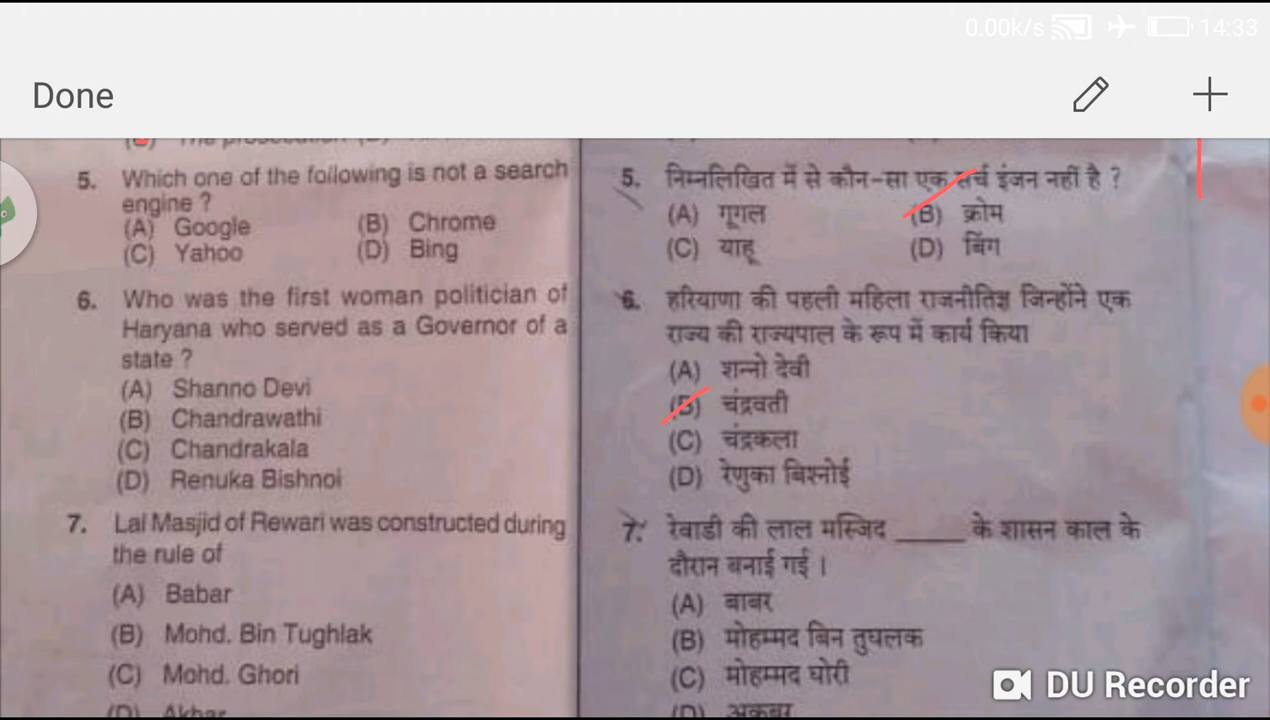 0.00k/s 14:33
Done
5. Which one of the following is not a search
engine ?
(A) Google (B) Chrome
(C) Yahoo (D) Bing
6. Who was the first woman politician of
Haryana who served as a Governor of a
state ?
(A) Shanno Devi
(B) Chandrawathi
(C) Chandrakala
(D) Renuka Bishnoi
7. Lal Masjid of Rewari was constructed during
the rule of
(A) Babar
(B) Mohd. Bin Tughlak
(C) Mohd. Ghori
(D) Akbar
5. निम्नलिखित में से कौन-सा एक सर्च इंजन नहीं है ?
(A) गूगल (B) क्रोम
(C) याहू (D) बिंग
6. हरियाणा की पहली महिला राजनीतिज्ञ जिन्होंने एक
राज्य की राज्यपाल के रूप में कार्य किया
(A) शन्नो देवी
(B) चंद्रवती
(C) चंद्रकला
(D) रेणुका बिश्नोई
7. रेवाडी की लाल मस्जिद _____ के शासन काल के
दौरान बनाई गई ।
(A) बाबर
(B) मोहम्मद बिन तुघलक
(C) मोहम्मद घोरी
(D) अकबर
DU Recorder